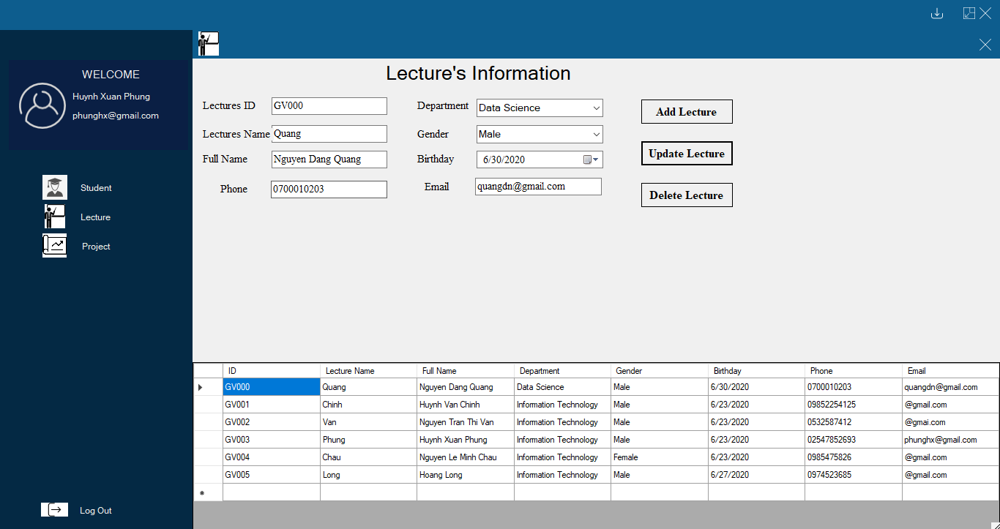 WELCOME
Huynh Xuan Phung
phunghx@gmail.com
Student
Lecture
Project
Log Out
Lecture's Information
Lectures ID GV000 Department Data Science Add Lecture
Lectures Name Quang Gender Male Update Lecture
Full Name Nguyen Dang Quang Birthday 6/30/2020
Phone 0700010203 Email quangdn@gmail.com Delete Lecture
ID Lecture Name Full Name Department Gender Birthday Phone Email
GV000 Quang Nguyen Dang Quang Data Science Male 6/30/2020 0700010203 quangdn@gmail.com
GV001 Chinh Huynh Van Chinh Information Technology Male 6/23/2020 09852254125 @gmail.com
GV002 Van Nguyen Tran Thi Van Information Technology Male 6/23/2020 0532587412 @gmai.com
GV003 Phung Huynh Xuan Phung Information Technology Male 6/23/2020 02547852693 phunghx@gmail.com
GV004 Chau Nguyen Le Minh Chau Information Technology Female 6/23/2020 0985475826 @gmail.com
GV005 Long Hoang Long Information Technology Male 6/27/2020 0974523685 @gmail.com